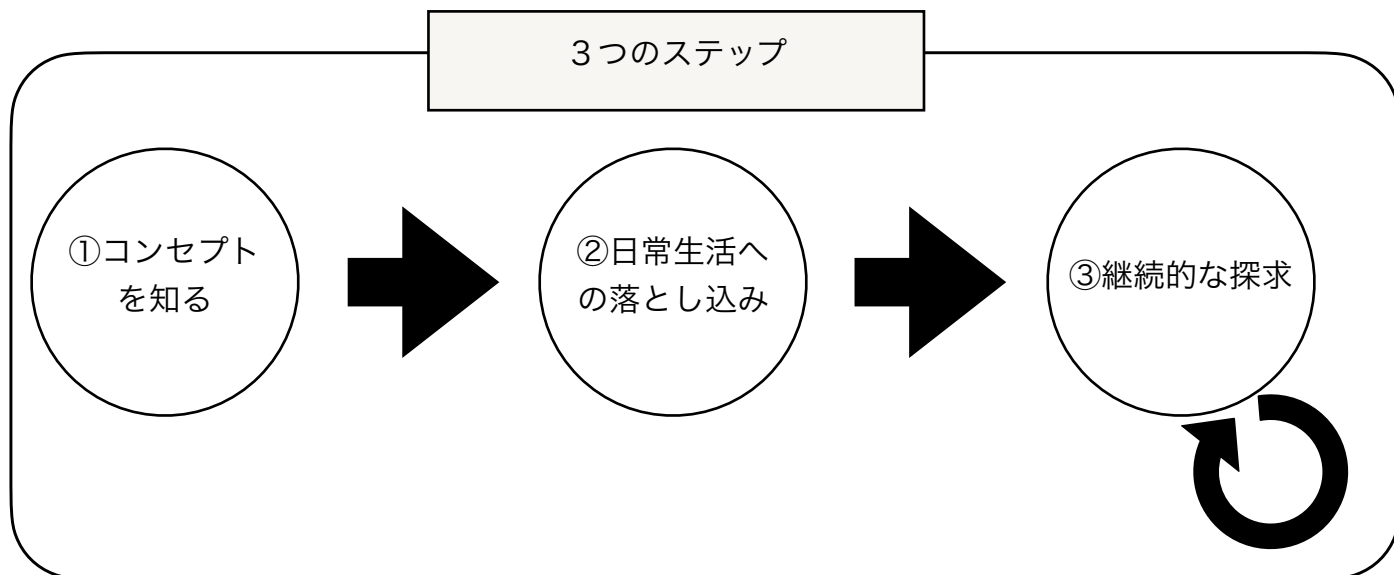 ３つのステップ
①コンセプト
を知る
②日常生活へ
の落とし込み
③継続的な探求